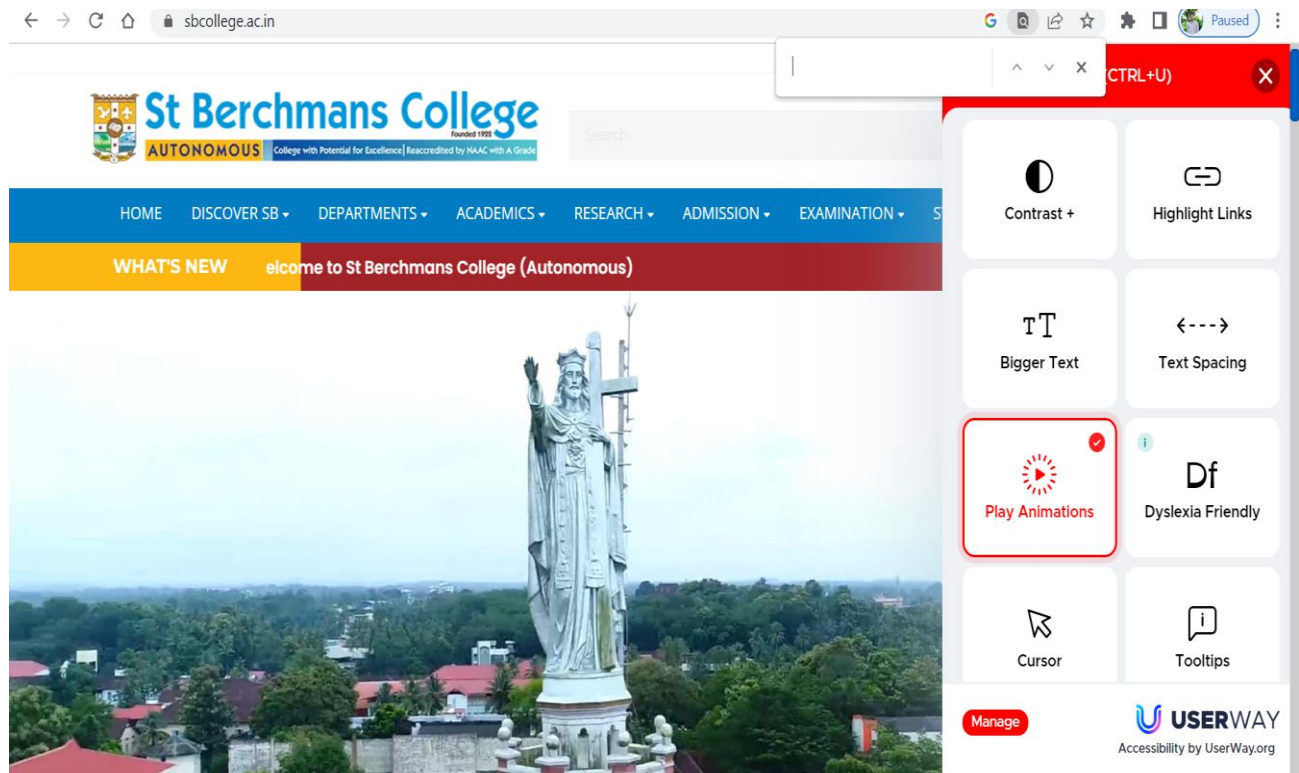 sbcollege.ac.in
G
Paused
(CTRL+U)
St Berchmans College
Founded 1922
AUTONOMOUS College with Potential for Excellence| Reaccredited by NAAC with A Grade
Search
HOME DISCOVER SB DEPARTMENTS ACADEMICS RESEARCH ADMISSION EXAMINATION S
WHAT'S NEW elcome to St Berchmans College (Autonomous)
Contrast +
Highlight Links
Bigger Text
Text Spacing
Play Animations
Df
Dyslexia Friendly
Cursor
Tooltips
Manage
USERWAY
Accessibility by UserWay.org